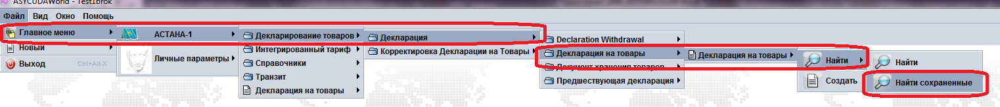 ASYCUDAWorld - Test1brok
Файл Вид Окно Помощь
Главное меню
Новый
Выход Ctrl+Alt-X
АСТАНА-1
Личные параметры
Декларирование товаров
Интегрированный тариф
Справочники
Транзит
Декларация на товары
Декларация
Корректировка Декларации на Товары
Declaration Withdrawal
Декларация на товары
Документ хранения товаров
Предшествующая декларация
Декларация на товары
Найти
Создать
Найти
Найти сохраненные